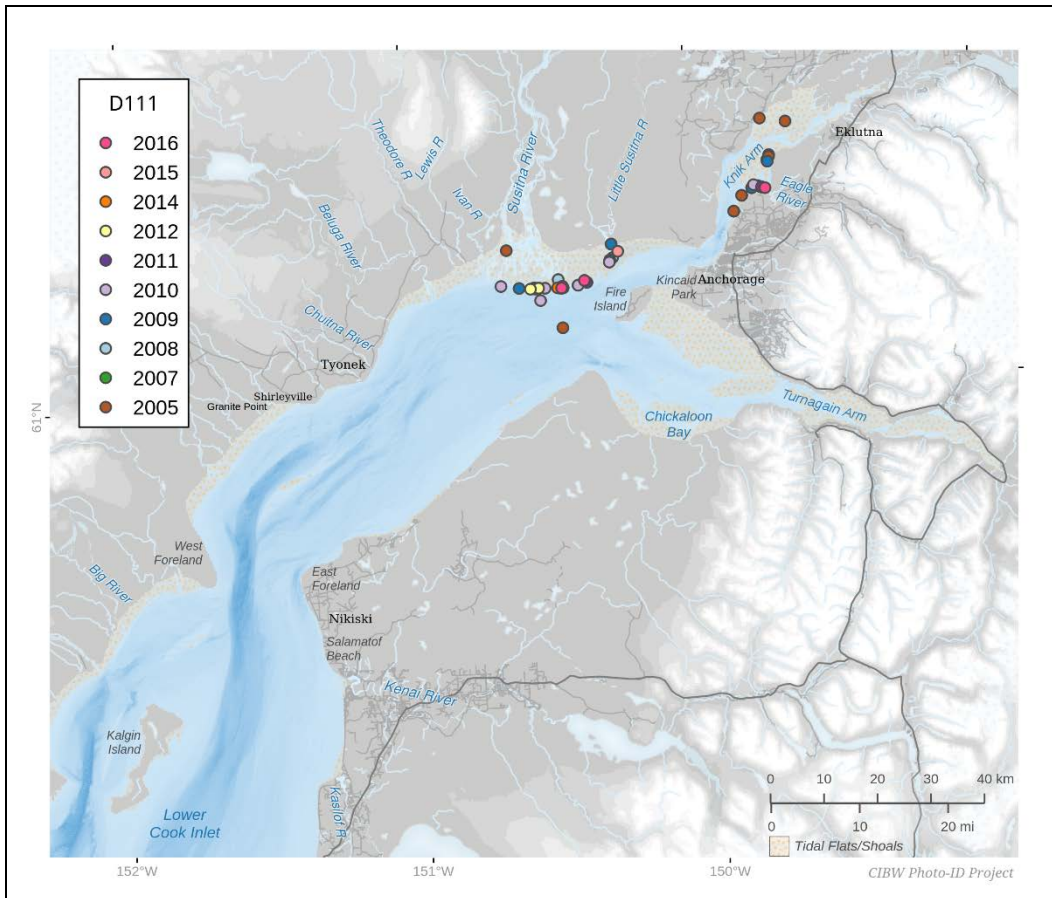 D111
2016
2015
2014
2012
2011
2010
2009
2008
2007
2005
Theodore R
Lewis R
Ivan R
Susitna River
Little Susitna R
Beluga River
Knik Arm
Eklutna
Eagle
River
Chuitna River
Fire
Island
Kincaid
Park
Anchorage
Tyonek
Shirleyville
Granite Point
Chickaloon
Bay
Turnagain Arm
61°N
West
Foreland
East
Foreland
Big River
Nikiski
Salamatof
Beach
Kenai River
Kalgin
Island
Kasilof R
Lower
Cook Inlet
0 10 20 30 40 km
0 10 20 mi
Tidal Flats/Shoals
152°W
151°W
150°W
CIBW Photo-ID Project